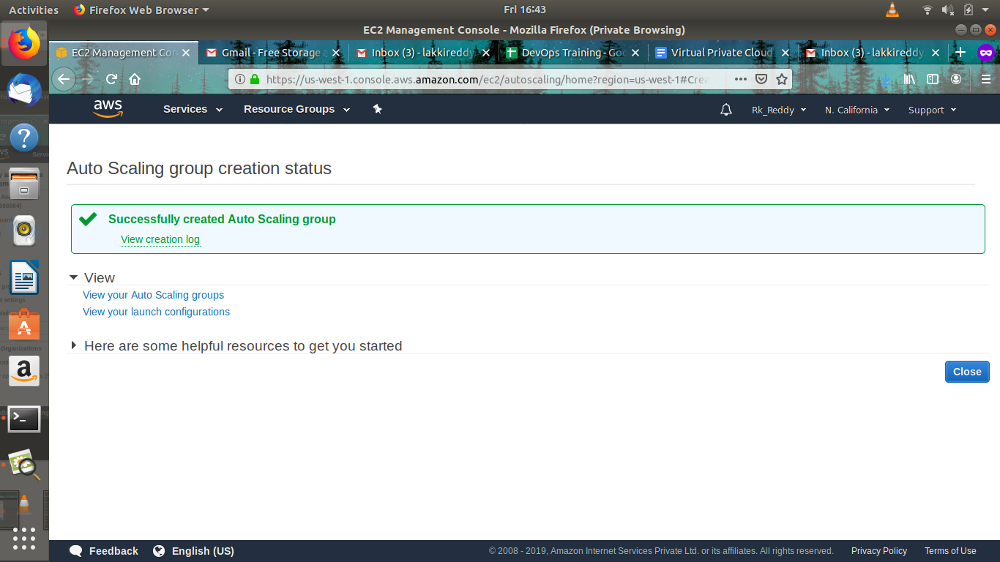 Activities
Firefox Web Browser
Fri 16:43
EC2 Management Console - Mozilla Firefox (Private Browsing)
EC2 Management Con
Gmail - Free Storage a
Inbox (3) - lakkireddy
DevOps Training - Goo
Virtual Private Cloud
Inbox (3) - lakkireddy.
https://us-west-1.console.aws.amazon.com/ec2/autoscaling/home?region=us-west-1#Crea
aws
Services
Resource Groups
Rk_Reddy
N. California
Support
Auto Scaling group creation status
Successfully created Auto Scaling group
View creation log
View
View your Auto Scaling groups
View your launch configurations
Here are some helpful resources to get you started
Close
Feedback
English (US)
© 2008 - 2019, Amazon Internet Services Private Ltd. or its affiliates. All rights reserved.
Privacy Policy
Terms of Use